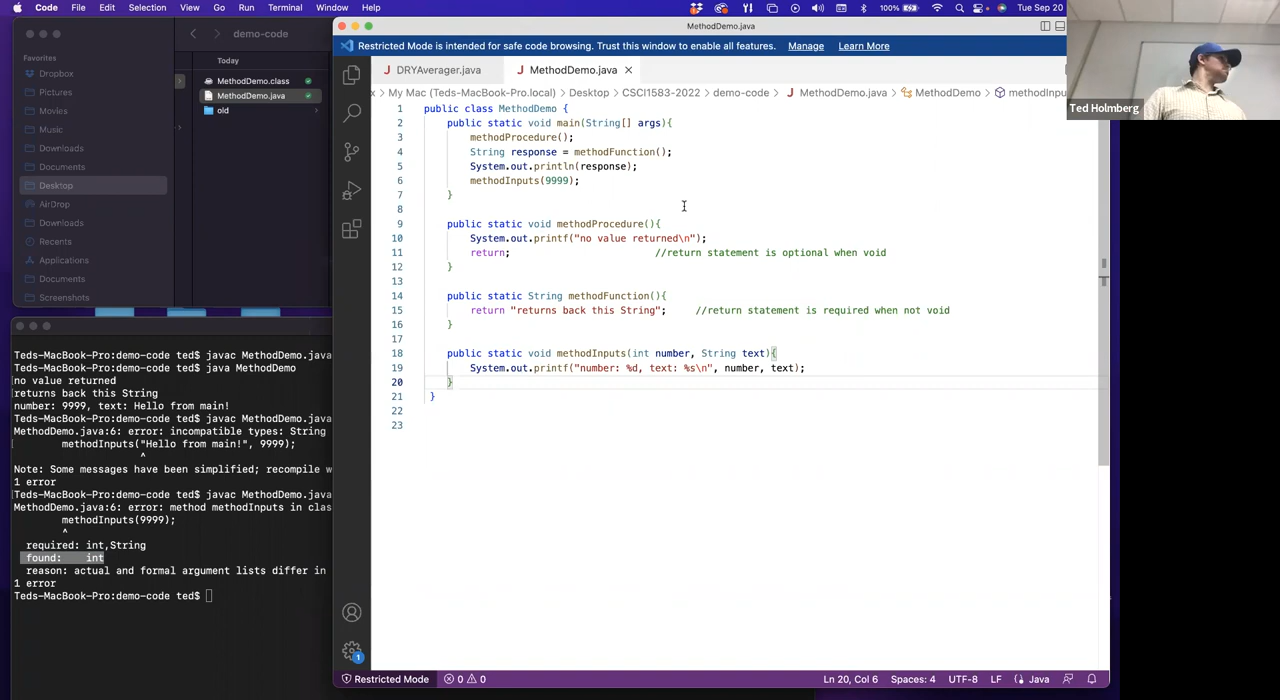 Code File Edit Selection View Go Run Terminal Window Help 100% Tue Sep 20
demo-code
Favorites
Dropbox
Pictures
Movies
Music
Downloads
Documents
Desktop
AirDrop
Downloads
Recents
Applications
Documents
Screenshots
Today
MethodDemo.class
MethodDemo.java
old
MethodDemo.java
Restricted Mode is intended for safe code browsing. Trust this window to enable all features. Manage Learn More
J DRYAverager.java J MethodDemo.java
x > My Mac (Teds-MacBook-Pro.local) > Desktop > CSCI1583-2022 > demo-code > J MethodDemo.java > MethodDemo > methodInpu
1 public class MethodDemo {
2 public static void main(String[] args){
3 methodProcedure();
4 String response = methodFunction();
5 System.out.println(response);
6 methodInputs(9999);
7 }
8
9 public static void methodProcedure(){
10 System.out.printf("no value returned\n");
11 return; //return statement is optional when void
12 }
13
14 public static String methodFunction(){
15 return "returns back this String"; //return statement is required when not void
16 }
17
18 public static void methodInputs(int number, String text){
19 System.out.printf("number: %d, text: %s\n", number, text);
20 }
21 }
22
23
Restricted Mode 0 0 Ln 20, Col 6 Spaces: 4 UTF-8 LF Java
Teds-MacBook-Pro:demo-code ted$ javac MethodDemo.java
Teds-MacBook-Pro:demo-code ted$ java MethodDemo
no value returned
returns back this String
number: 9999, text: Hello from main!
Teds-MacBook-Pro:demo-code ted$ javac MethodDemo.java
MethodDemo.java:6: error: incompatible types: String
methodInputs("Hello from main!", 9999);
^
Note: Some messages have been simplified; recompile w
1 error
Teds-MacBook-Pro:demo-code ted$ javac MethodDemo.java
MethodDemo.java:6: error: method methodInputs in clas
methodInputs(9999);
^
required: int,String
found: int
reason: actual and formal argument lists differ in
1 error
Teds-MacBook-Pro:demo-code ted$
Ted Holmberg